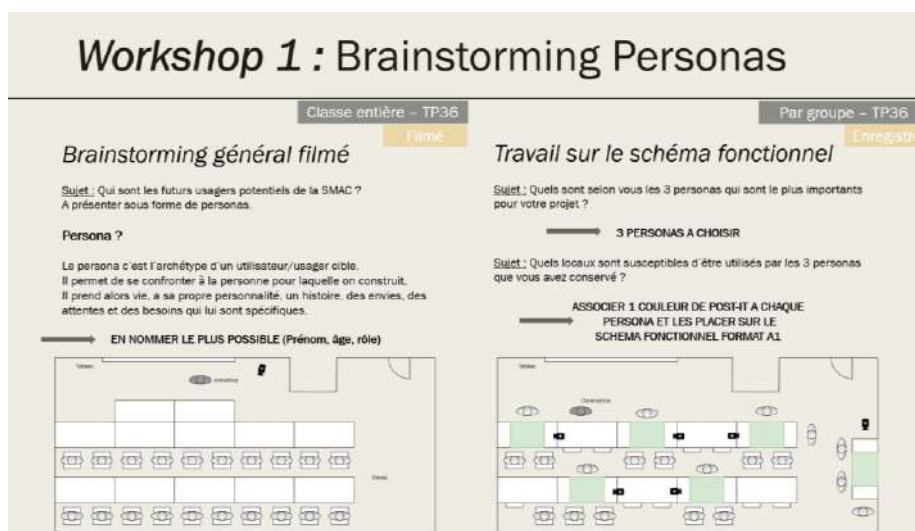 Workshop 1 : Brainstorming Personas
Classe entière – TP36
Filmé
Brainstorming général filmé
Sujet : Qui sont les futurs usagers potentiels de la SMAC ?
A présenter sous forme de personas.
Persona ?
Le persona c'est l'archétype d'un utilisateur/usager cible.
Il permet de se confronter à la personne pour laquelle on construit.
Il prend alors vie, a sa propre personnalité, un histoire, des envies, des
attentes et des besoins qui lui sont spécifiques.
EN NOMMER LE PLUS POSSIBLE (Prénom, âge, rôle)
Tableau
Par groupe – TP36
Enregistré
Travail sur le schéma fonctionnel
Sujet : Quels sont selon vous les 3 personas qui sont le plus importants
pour votre projet ?
3 PERSONAS A CHOISIR
Sujet : Quels locaux sont susceptibles d'être utilisés par les 3 personas
que vous avez conservé ?
ASSOCIER 1 COULEUR DE POST-IT A CHAQUE
PERSONA ET LES PLACER SUR LE
SCHEMA FONCTIONNEL FORMAT A1
Tableau